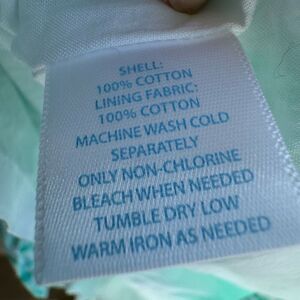 SHELL:
100% COTTON
LINING FABRIC:
100% COTTON
MACHINE WASH COLD
SEPARATELY
ONLY NON-CHLORINE
BLEACH WHEN NEEDED
TUMBLE DRY LOW
WARM IRON AS NEEDED